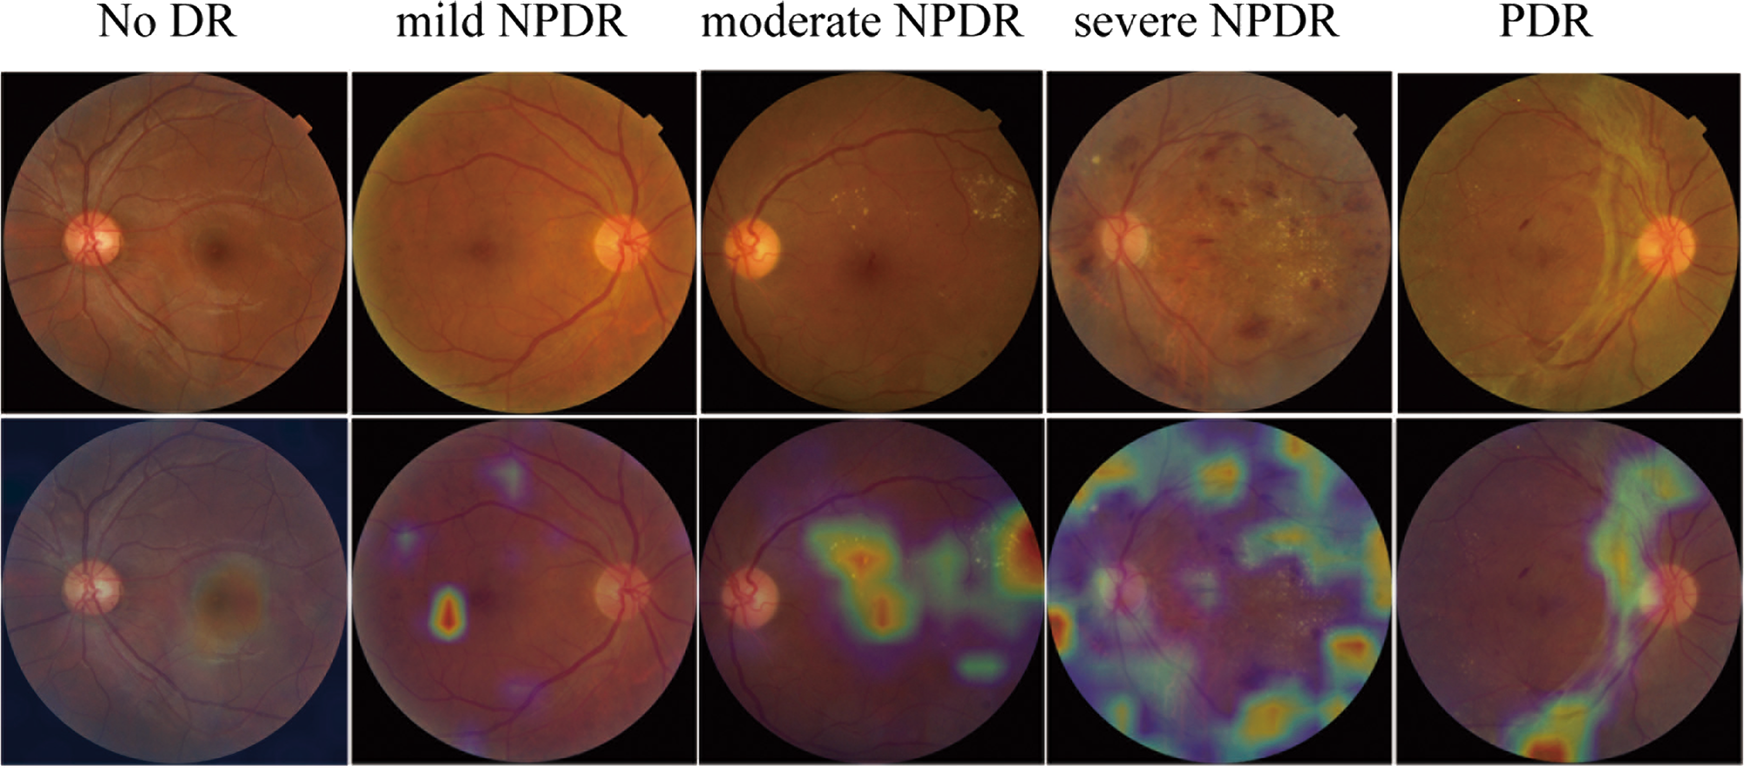 No DR
mild NPDR
moderate NPDR
severe NPDR
PDR